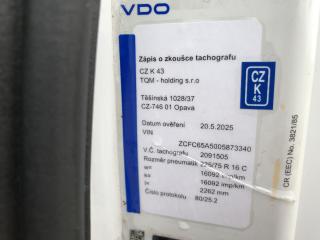 VDO
Zápis o zkoušce tachografu
CZ K 43
TQM - holding s.r.o
Těšínská 1028/37
CZ-746 01 Opava
CZ
K
43
Datum ověření 20.5.2025
VIN
ZCFC65A5005873340
V.Č. tachografu 2091505
Rozměr pneumatik 225/75 R 16 C
16092 imp/km
16092 imp/km
2262 mm
Číslo protokolu 80/25.2
CR (EEC) No. 3821/85